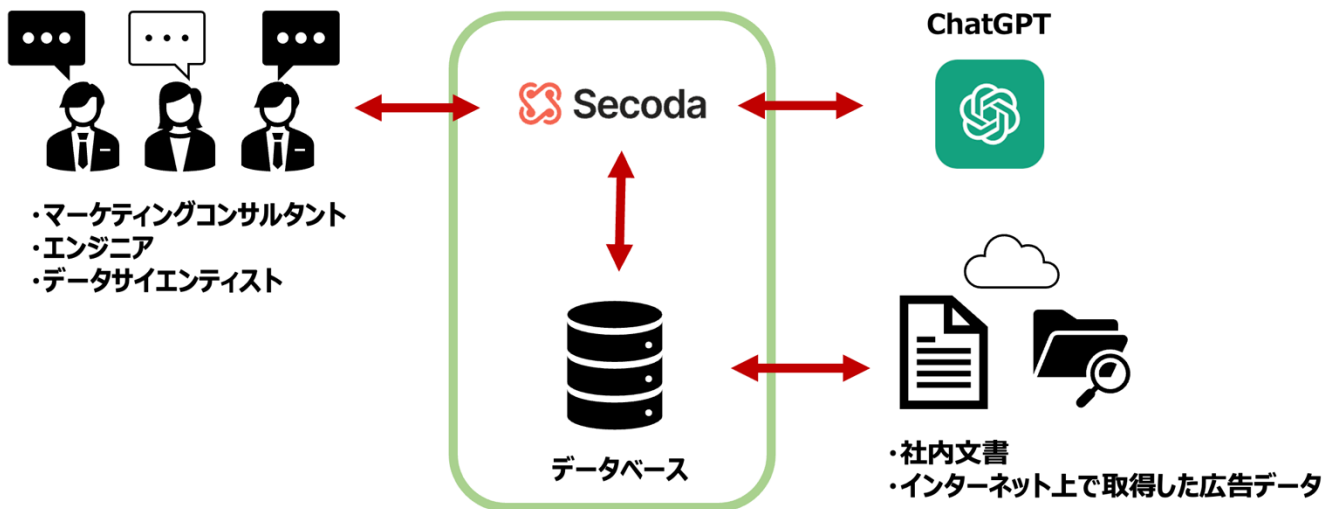 ChatGPT
Secoda
・マーケティングコンサルタント
・エンジニア
・データサイエンティスト
データベース
・社内文書
・インターネット上で取得した広告データ